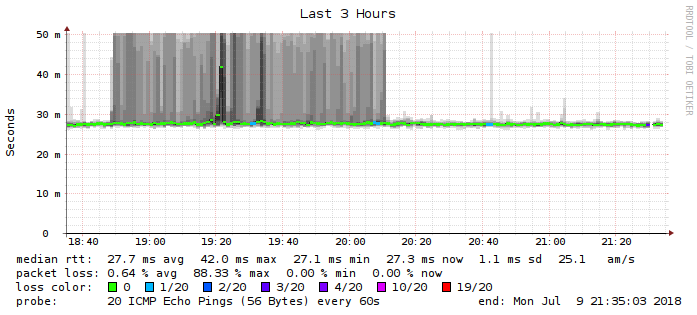 Last 3 Hours
RRDTOOL / TOBI OETIKER
Seconds
50 m
40 m
30 m
20 m
10 m
0
18:40 19:00 19:20 19:40 20:00 20:20 20:40 21:00 21:20
median rtt: 27.7 ms avg 42.0 ms max 27.1 ms min 27.3 ms now 1.1 ms sd 25.1 am/s
packet loss: 0.64 % avg 88.33 % max 0.00 % min 0.00 % now
loss color: 0 1/20 2/20 3/20 4/20 10/20 19/20
probe: 20 ICMP Echo Pings (56 Bytes) every 60s end: Mon Jul 9 21:35:03 2018